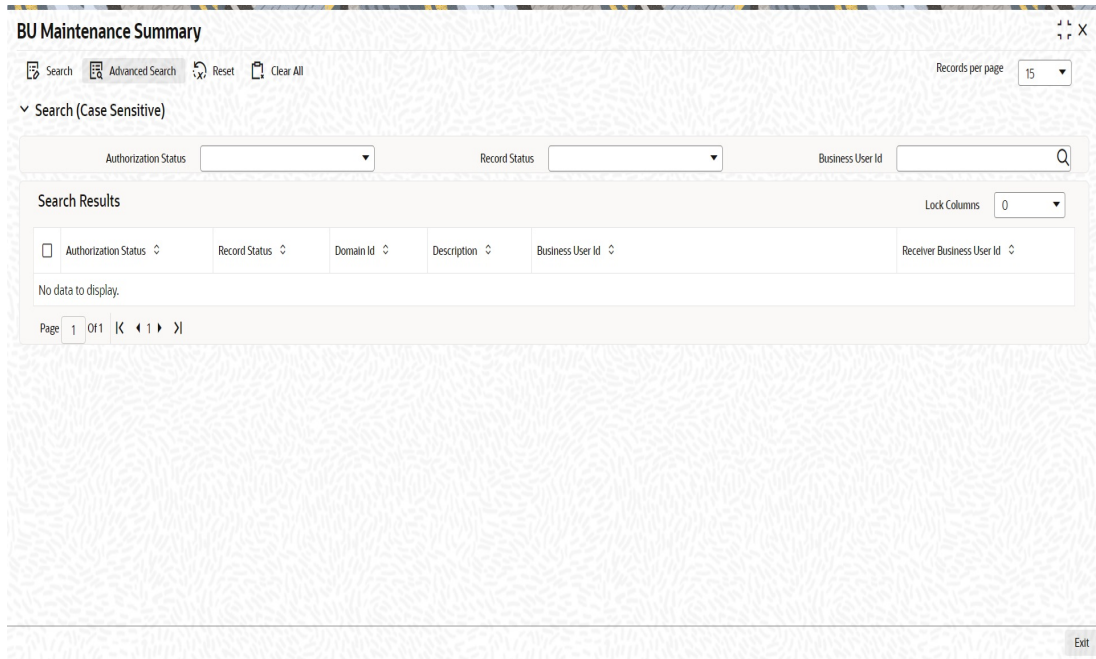 BU Maintenance Summary
Search Advanced Search Reset Clear All Records per page 15
Search (Case Sensitive)
Authorization Status Record Status Business User Id
Search Results Lock Columns 0
Authorization Status Record Status Domain Id Description Business User Id Receiver Business User Id
No data to display.
Page 1 Of 1 1
Exit